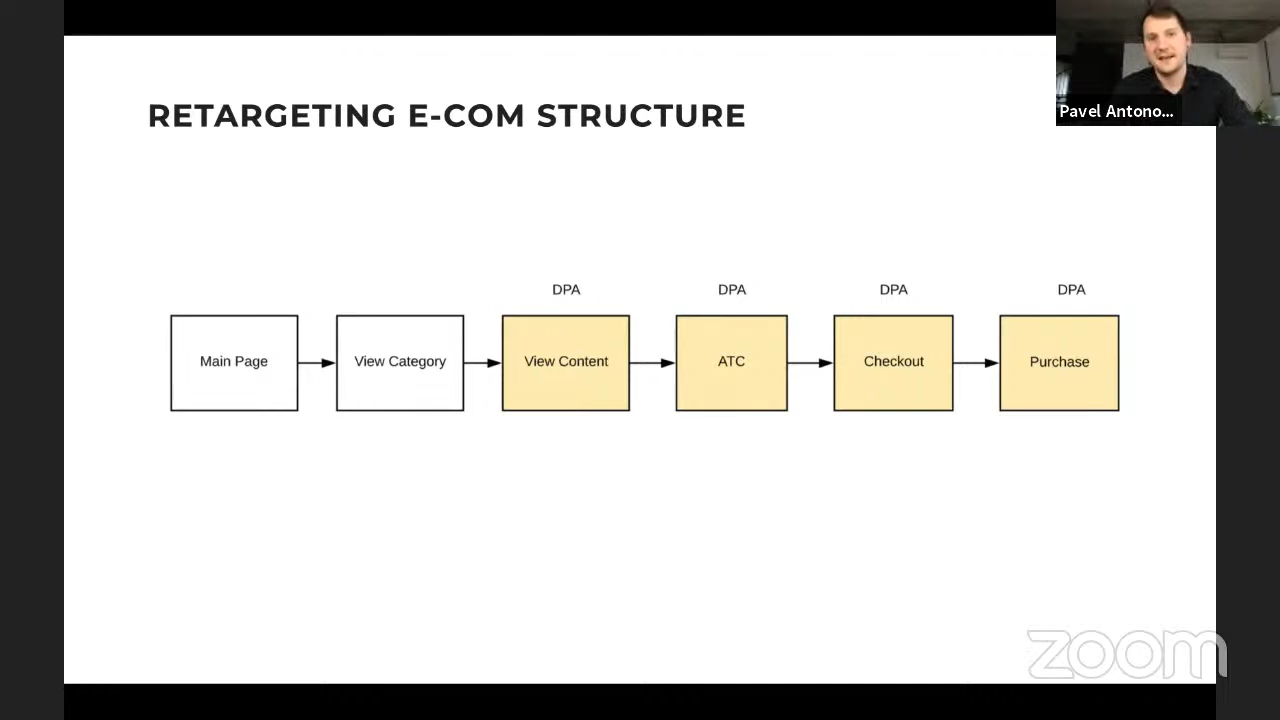 Pavel Antono...
RETARGETING E-COM STRUCTURE
DPA DPA DPA DPA
Main Page View Category View Content ATC Checkout Purchase
zoom